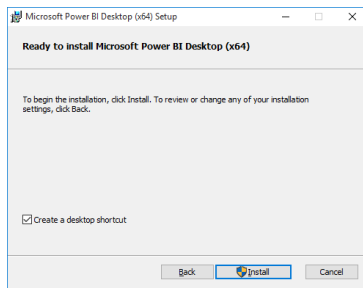 Microsoft Power BI Desktop (x64) Setup
Ready to install Microsoft Power BI Desktop (x64)
To begin the installation, click Install. To review or change any of your installation
settings, click Back.
Create a desktop shortcut
Back
Install
Cancel